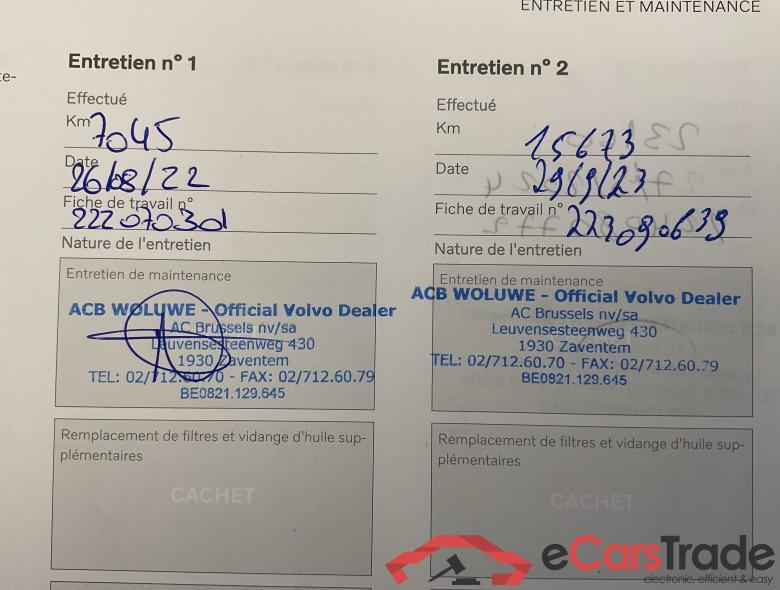 ENTRETIEN ET MAINTENANCE
te-
Entretien n° 1
Effectué
Km 7045
Date 26/08/22
Fiche de travail n°
Nature de l'entretien
Entretien de maintenance
ACB WOLUWE - Official Volvo Dealer
AC Brussels nv/sa
Leuvensesteenweg 430
1930 Zaventem
TEL: 02/712.60.70 - FAX: 02/712.60.79
BE0821.129.645
Remplacement de filtres et vidange d'huile sup-
plémentaires
CACHET
Entretien n° 2
Effectué
Km 15673
Date 29/9/23
Fiche de travail n° 223090639
Nature de l'entretien
Entretien de maintenance
ACB WOLUWE - Official Volvo Dealer
AC Brussels nv/sa
Leuvensesteenweg 430
1930 Zaventem
TEL: 02/712.60.70 - FAX: 02/712.60.79
BE0821.129.645
Remplacement de filtres et vidange d'huile sup-
plémentaires
CACHET
eCarsTrade
electronic, efficient & easy